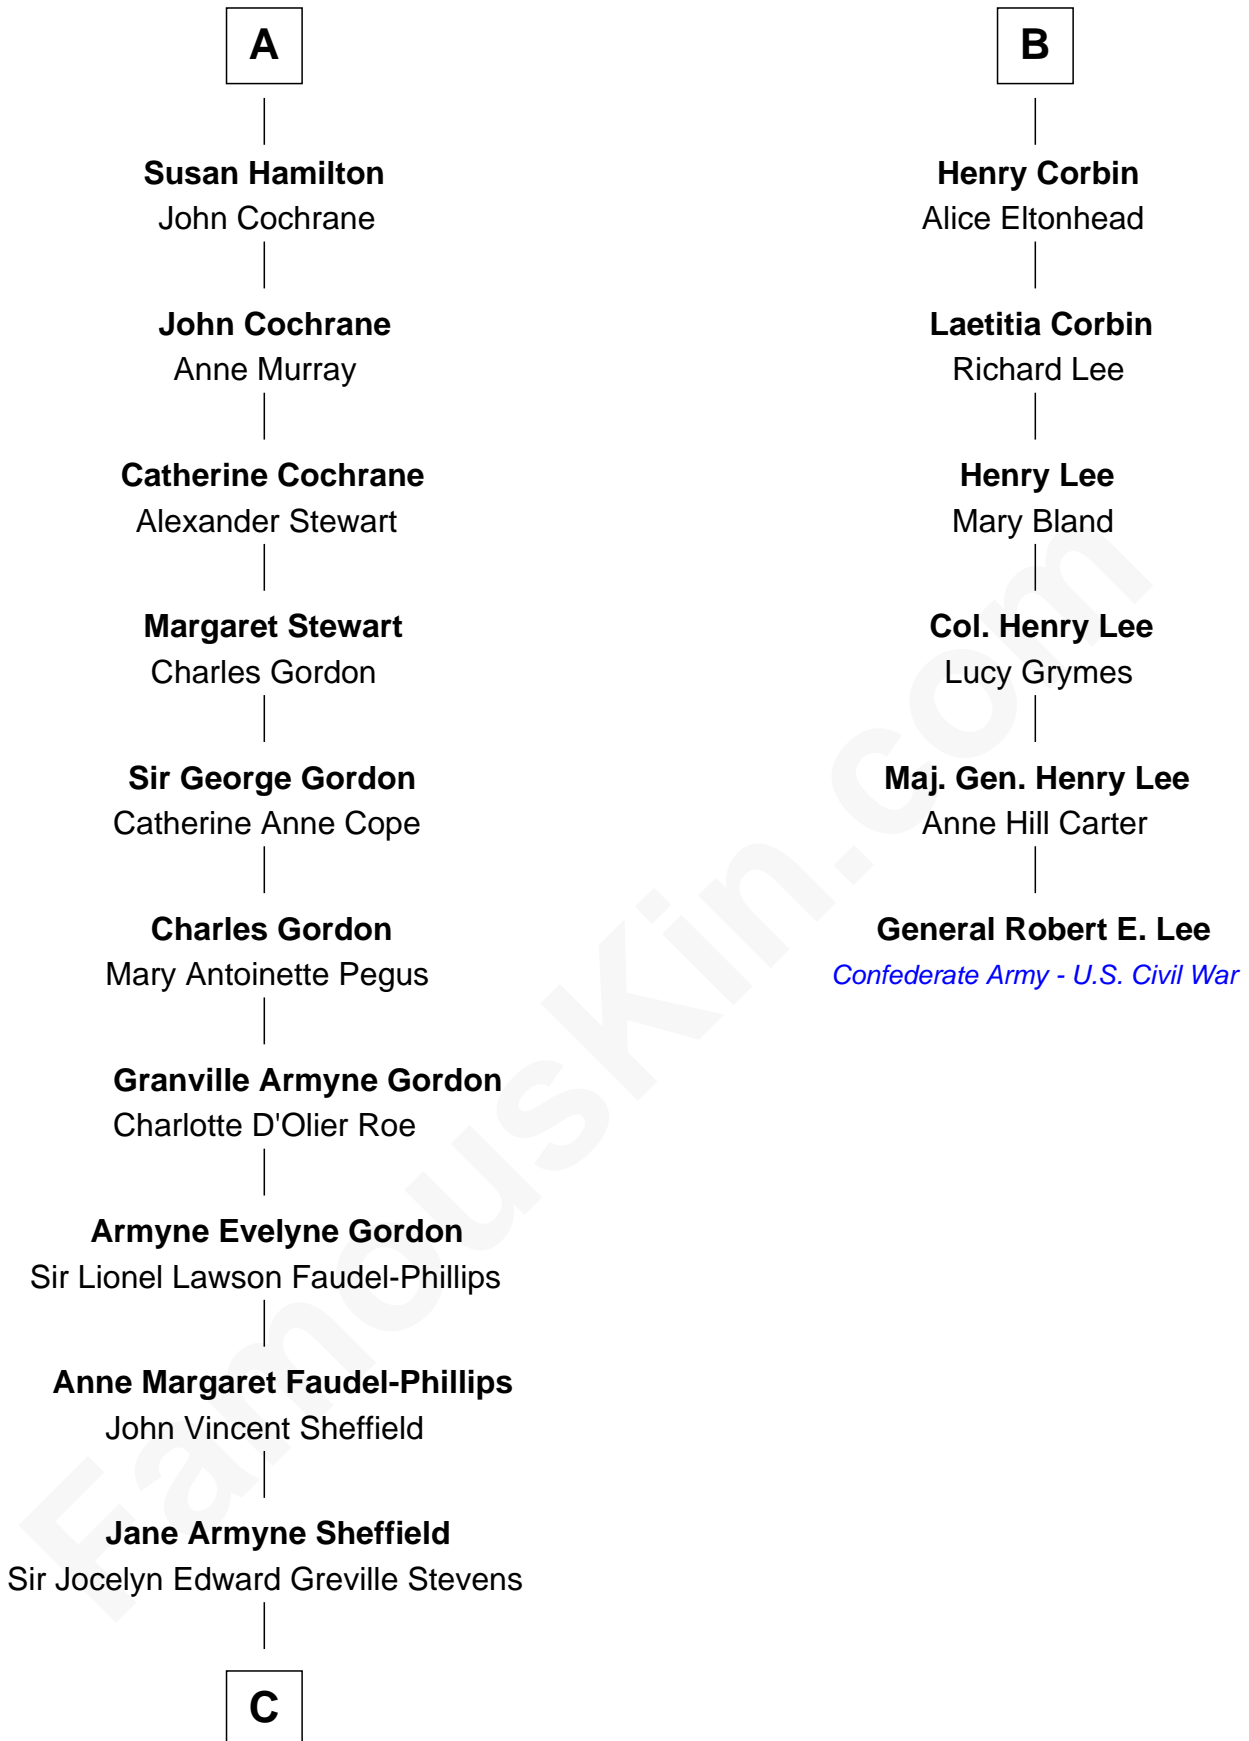 A
Susan Hamilton
John Cochrane
John Cochrane
Anne Murray
Catherine Cochrane
Alexander Stewart
Margaret Stewart
Charles Gordon
Sir George Gordon
Catherine Anne Cope
Charles Gordon
Mary Antoinette Pegus
Granville Armyne Gordon
Charlotte D'Olier Roe
Armyne Evelyne Gordon
Sir Lionel Lawson Faudel-Phillips
Anne Margaret Faudel-Phillips
John Vincent Sheffield
Jane Armyne Sheffield
Sir Jocelyn Edward Greville Stevens
C
B
Henry Corbin
Alice Eltonhead
Laetitia Corbin
Richard Lee
Henry Lee
Mary Bland
Col. Henry Lee
Lucy Grymes
Maj. Gen. Henry Lee
Anne Hill Carter
General Robert E. Lee
Confederate Army - U.S. Civil War
FamousKin.com